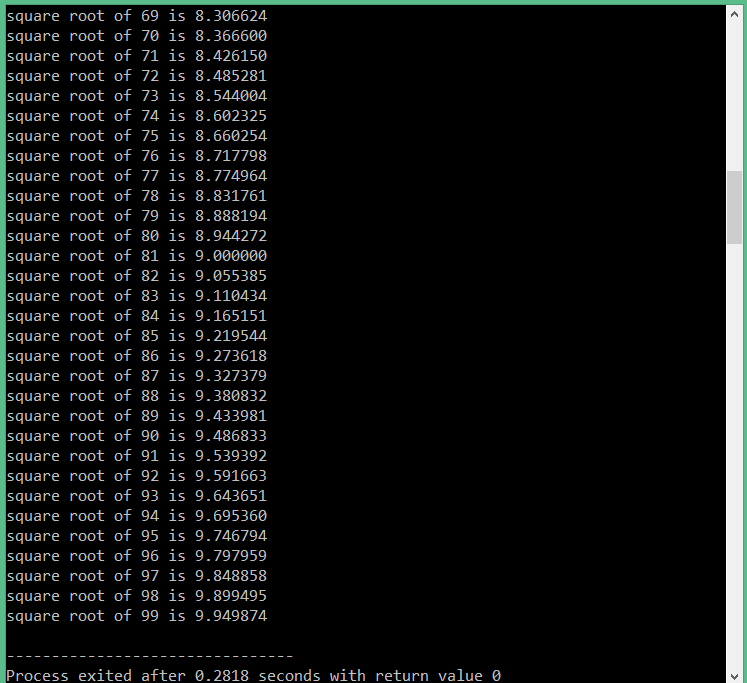 square root of 69 is 8.306624
square root of 70 is 8.366600
square root of 71 is 8.426150
square root of 72 is 8.485281
square root of 73 is 8.544004
square root of 74 is 8.602325
square root of 75 is 8.660254
square root of 76 is 8.717798
square root of 77 is 8.774964
square root of 78 is 8.831761
square root of 79 is 8.888194
square root of 80 is 8.944272
square root of 81 is 9.000000
square root of 82 is 9.055385
square root of 83 is 9.110434
square root of 84 is 9.165151
square root of 85 is 9.219544
square root of 86 is 9.273618
square root of 87 is 9.327379
square root of 88 is 9.380832
square root of 89 is 9.433981
square root of 90 is 9.486833
square root of 91 is 9.539392
square root of 92 is 9.591663
square root of 93 is 9.643651
square root of 94 is 9.695360
square root of 95 is 9.746794
square root of 96 is 9.797959
square root of 97 is 9.848858
square root of 98 is 9.899495
square root of 99 is 9.949874
--------------------------------
Process exited after 0.2818 seconds with return value 0